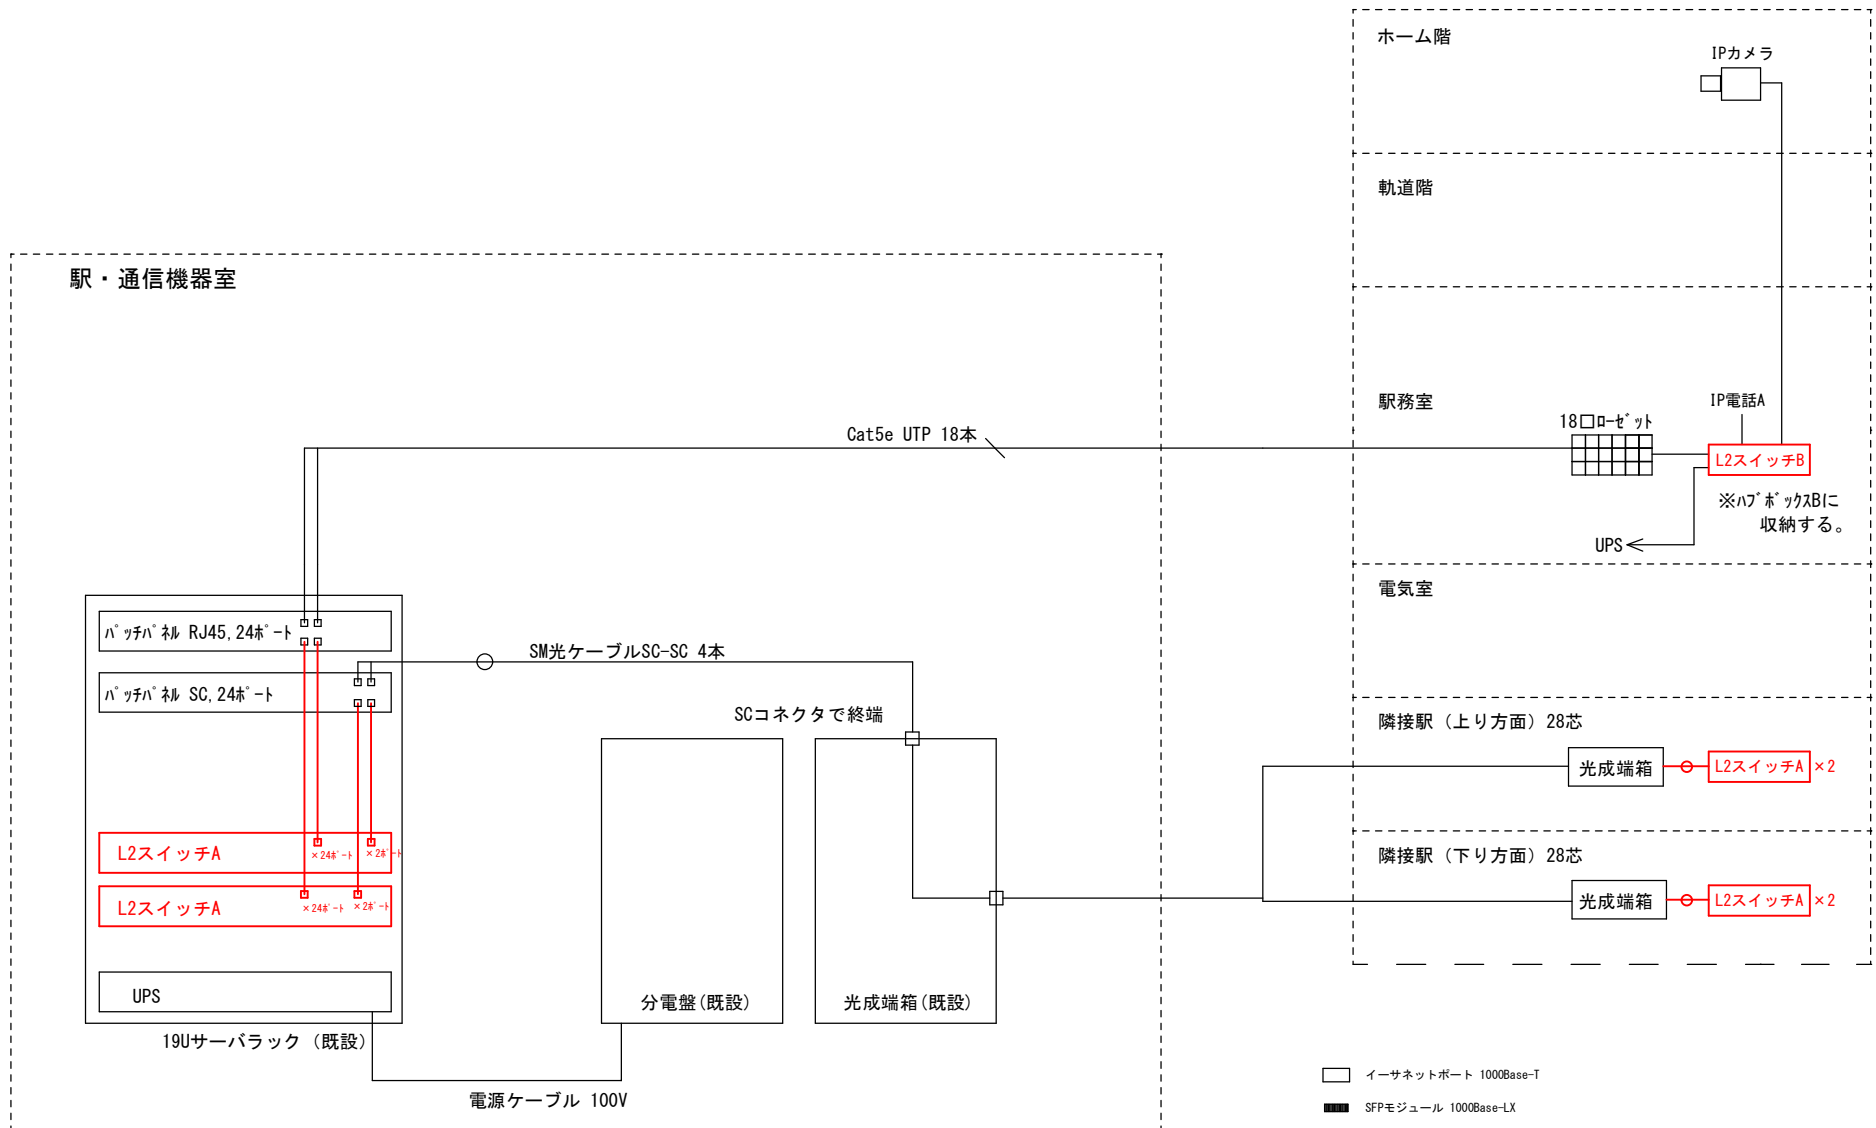 ホーム階
IPカメラ
軌道階
駅・通信機器室
駅務室
IP電話A
18口ﾛｰｾﾞｯﾄ
Cat5e UTP 18本
L2スイッチB
※ﾊﾌﾞﾎﾞｯｸｽBに
収納する。
UPS
電気室
ﾊﾟｯﾁﾊﾟﾈﾙ RJ45,24ﾎﾟｰﾄ
SM光ケーブルSC-SC 4本
ﾊﾟｯﾁﾊﾟﾈﾙ SC,24ﾎﾟｰﾄ
SCコネクタで終端
隣接駅（上り方面）28芯
光成端箱
L2スイッチA
×2
L2スイッチA
×24ﾎﾟｰﾄ
×2ﾎﾟｰﾄ
隣接駅（下り方面）28芯
光成端箱
L2スイッチA
×2
L2スイッチA
×24ﾎﾟｰﾄ
×2ﾎﾟｰﾄ
UPS
分電盤(既設)
光成端箱(既設)
19Uサーバラック（既設）
電源ケーブル 100V
イーサネットポート 1000Base-T
SFPモジュール 1000Base-LX